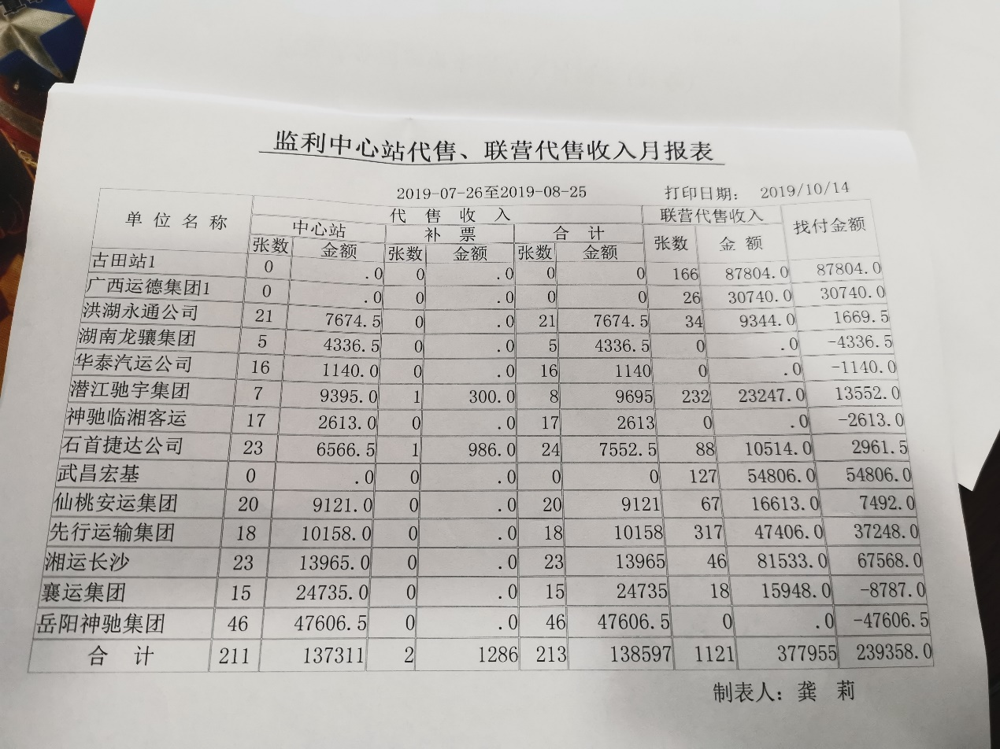 监利中心站代售、联营代售收入月报表
2019-07-26至2019-08-25 打印日期: 2019/10/14
单位名称 代售收入 联营代售收入 找付金额
中心站 补票 合计 张数 金额
张数 金额 张数 金额 张数 金额
古田站1 0 .0 0 .0 0 0 166 87804.0 87804.0
广西运德集团1 0 .0 0 .0 0 0 26 30740.0 30740.0
洪湖永通公司 21 7674.5 0 .0 21 7674.5 34 9344.0 1669.5
湖南龙骧集团 5 4336.5 0 .0 5 4336.5 0 .0 -4336.5
华泰汽运公司 16 1140.0 0 .0 16 1140 0 .0 -1140.0
潜江驰宇集团 7 9395.0 1 300.0 8 9695 232 23247.0 13552.0
神驰临湘客运 17 2613.0 0 .0 17 2613 0 .0 -2613.0
石首捷达公司 23 6566.5 1 986.0 24 7552.5 88 10514.0 2961.5
武昌宏基 0 .0 0 .0 0 0 127 54806.0 54806.0
仙桃安运集团 20 9121.0 0 .0 20 9121 67 16613.0 7492.0
先行运输集团 18 10158.0 0 .0 18 10158 317 47406.0 37248.0
湘运长沙 23 13965.0 0 .0 23 13965 46 81533.0 67568.0
襄运集团 15 24735.0 0 .0 15 24735 18 15948.0 -8787.0
岳阳神驰集团 46 47606.5 0 .0 46 47606.5 0 .0 -47606.5
合计 211 137311 2 1286 213 138597 1121 377955 239358.0
制表人: 龚 莉